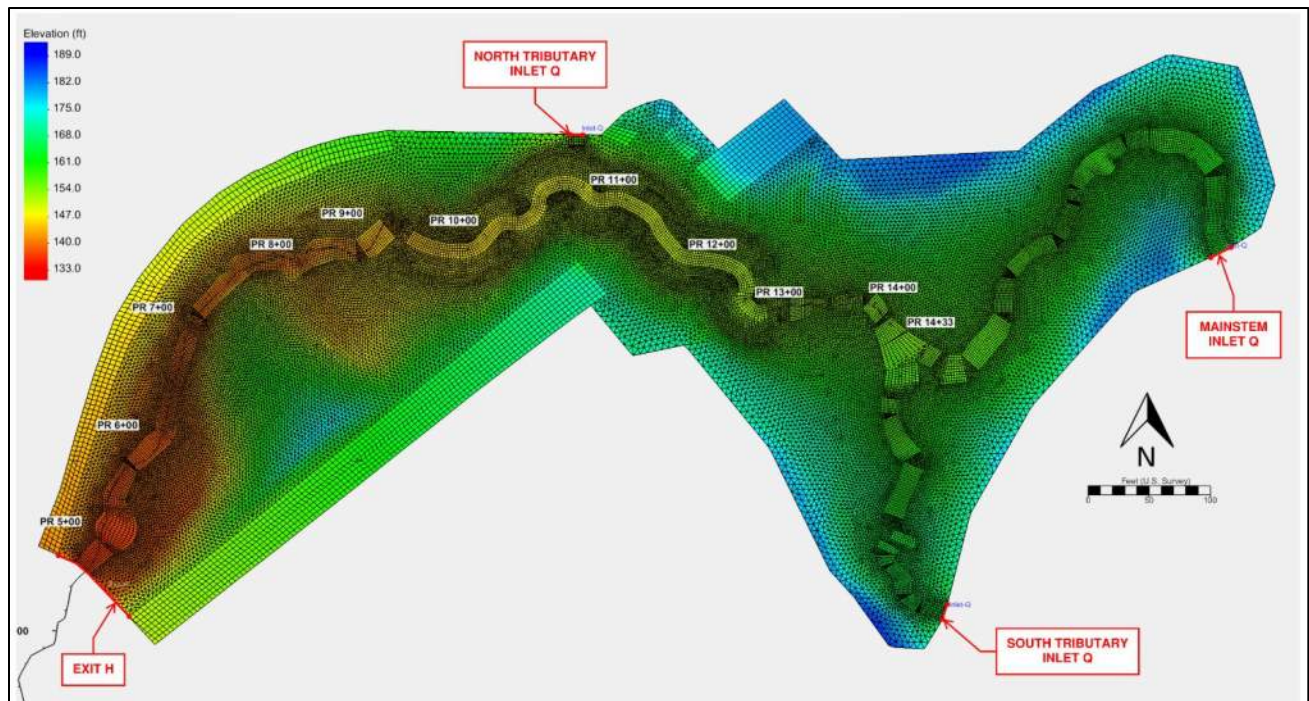 Elevation (ft)
189.0
182.0
175.0
168.0
161.0
154.0
147.0
140.0
133.0
NORTH TRIBUTARY
INLET Q
Inlet-Q
PR 11+00
PR 10+00
PR 9+00
PR 8+00
PR 12+00
PR 7+00
PR 13+00
PR 14+00
PR 14+33
Inlet-Q
MAINSTEM
INLET Q
PR 6+00
N
Feet (U.S. Survey)
0 50 100
PR 5+00
Inlet-Q
00
EXIT H
SOUTH TRIBUTARY
INLET Q